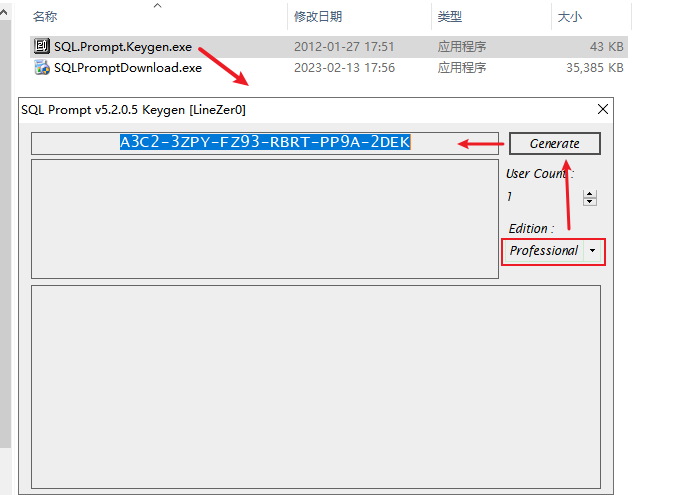 名称 修改日期 类型 大小
SQL.Prompt.Keygen.exe 2012-01-27 17:51 应用程序 43 KB
SQLPromptDownload.exe 2023-02-13 17:56 应用程序 35,385 KB
SQL Prompt v5.2.0.5 Keygen [LineZer0]
A3C2-3ZPY-FZ93-RBRT-PP9A-2DEK Generate
User Count :
1
Edition :
Professional